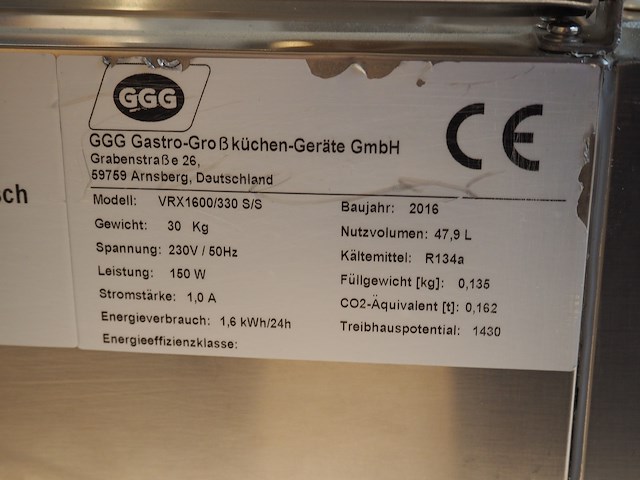 GGG
GGG Gastro-Großküchen-Geräte GmbH
Grabenstraße 26,
59759 Arnsberg, Deutschland
CE
sch
Modell: VRX1600/330 S/S
Gewicht: 30 Kg
Spannung: 230V / 50Hz
Leistung: 150 W
Stromstärke: 1,0 A
Energieverbrauch: 1,6 kWh/24h
Energieeffizienzklasse:
Baujahr: 2016
Nutzvolumen: 47,9 L
Kältemittel: R134a
Füllgewicht [kg]: 0,135
CO2-Äquivalent [t]: 0,162
Treibhauspotential: 1430